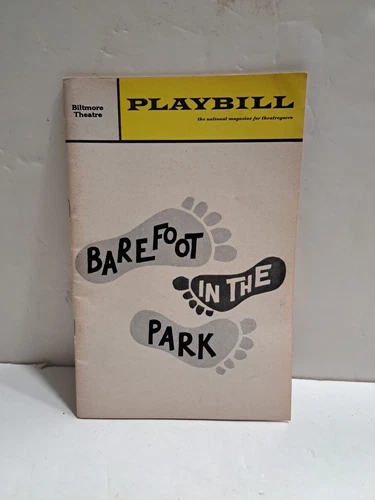 Biltmore
Theatre
PLAYBILL
the national magazine for theatregoers
BAREFOOT
IN THE
PARK